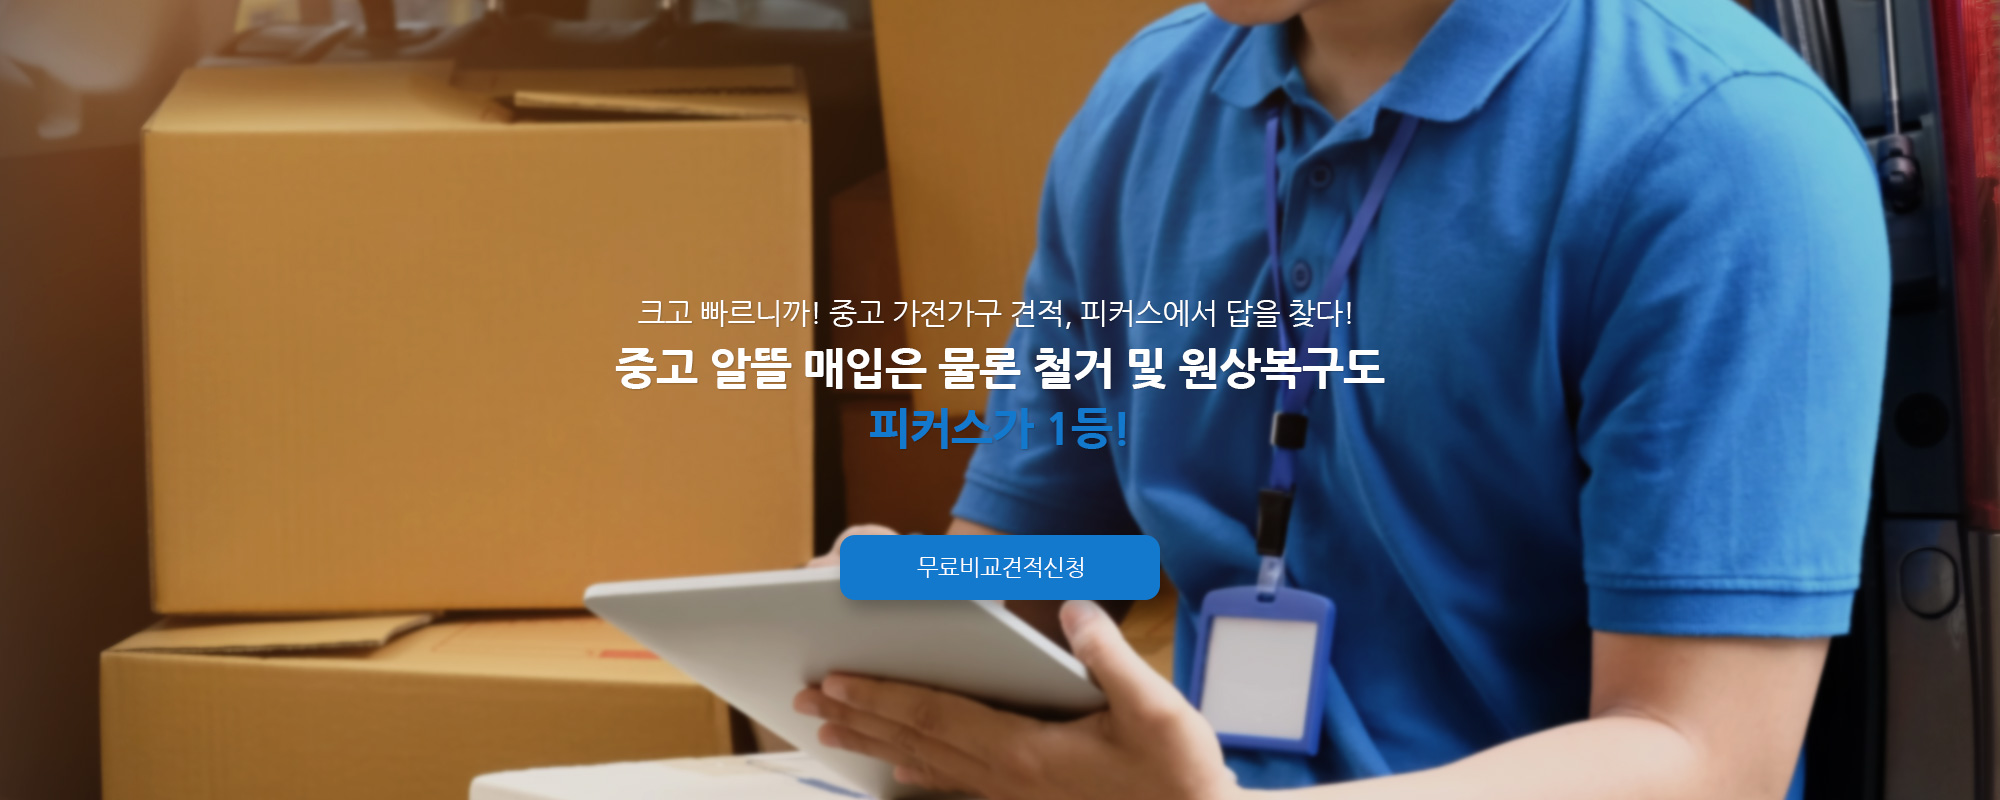 크고 빠르니까! 중고 가전가구 견적, 피커스에서 답을 찾다!
중고 알뜰 매입은 물론 철거 및 원상복구도
피커스가 1등!
무료비교견적신청